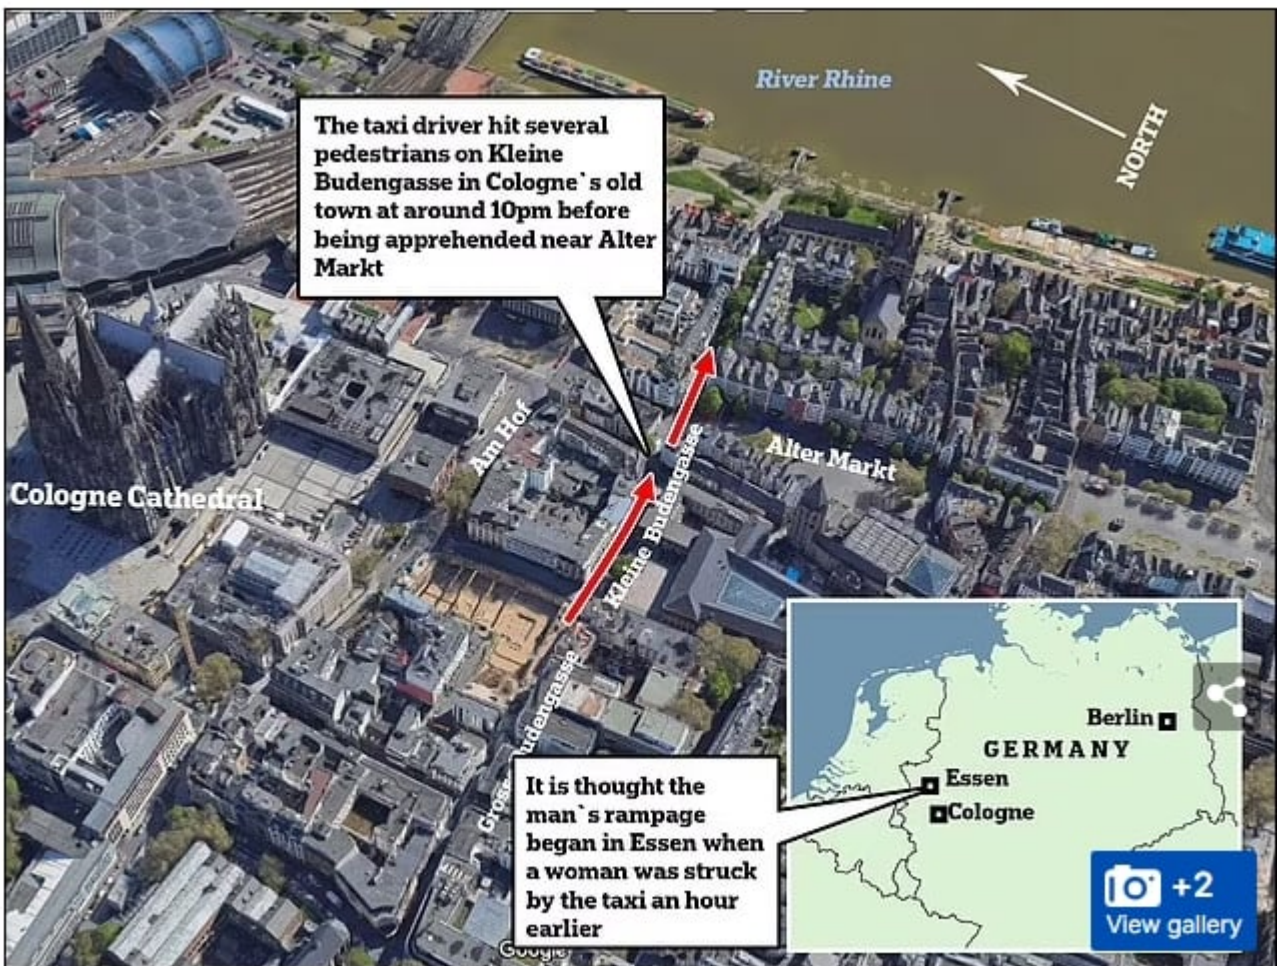 River Rhine
NORTH
The taxi driver hit several
pedestrians on Kleine
Budengasse in Cologne`s old
town at around 10pm before
being apprehended near Alter
Markt
Am Hof
Alter Markt
Cologne Cathedral
Kleine Budengasse
Budengasse
Berlin
GERMANY
Essen
Cologne
It is thought the
man`s rampage
began in Essen when
a woman was struck
by the taxi an hour
earlier
+2
View gallery
Google